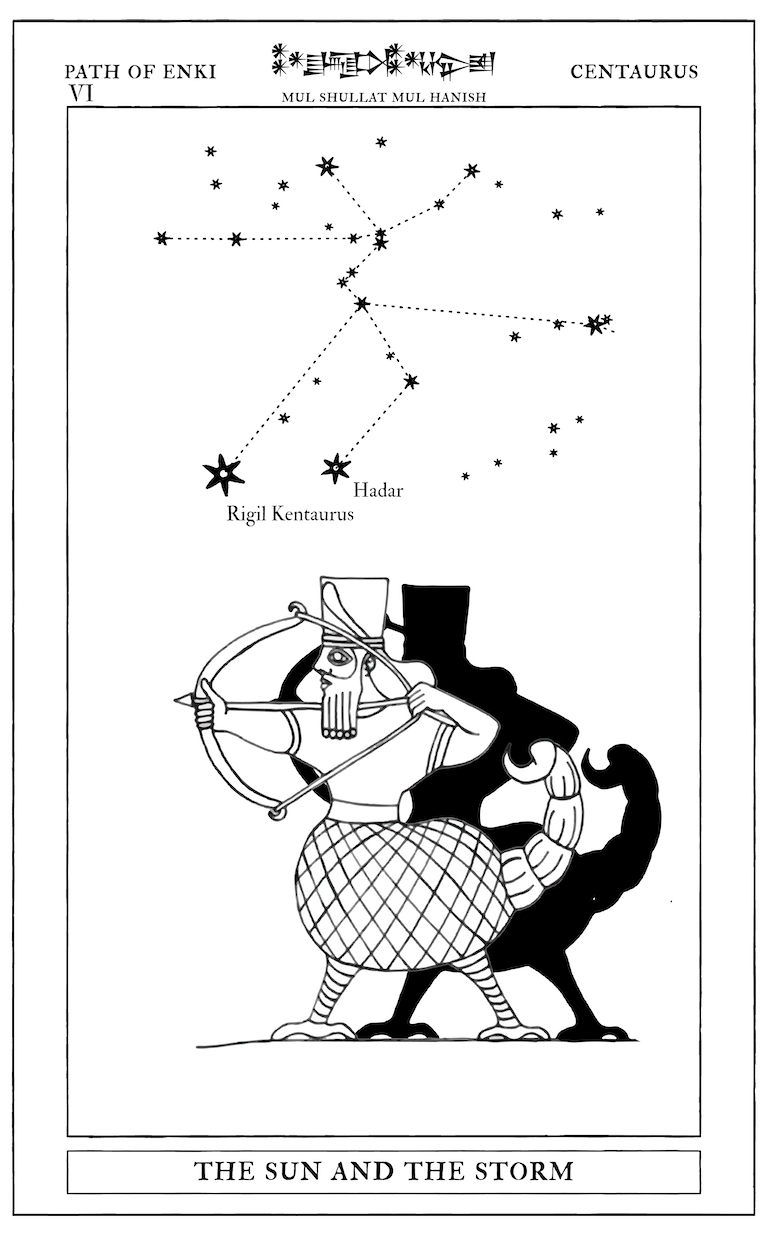 PATH OF ENKI
VI
MUL SHULLAT MUL HANISH
CENTAURUS
Hadar
Rigil Kentaurus
THE SUN AND THE STORM